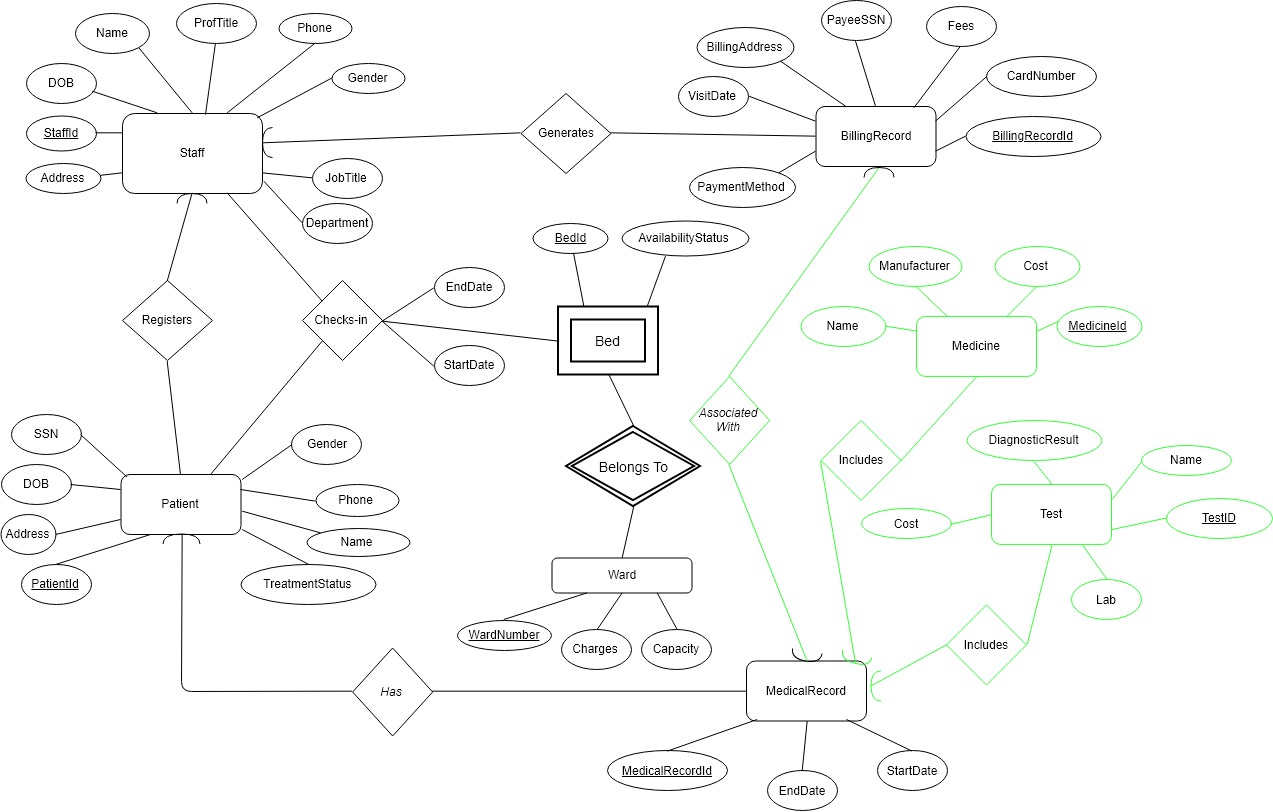 PayeeSSN
ProfTitle
Fees
Phone
Name
BillingAddress
Gender
CardNumber
DOB
VisitDate
StaffId
Generates
BillingRecord
BillingRecordId
Staff
Address
JobTitle
PaymentMethod
Department
BedId
AvailabilityStatus
Manufacturer
Cost
EndDate
Registers
Checks-in
Name
MedicineId
Bed
Medicine
StartDate
Associated
With
SSN
Gender
DiagnosticResult
Includes
Name
Belongs To
DOB
Phone
Patient
Test
TestID
Cost
Address
Name
Ward
PatientId
TreatmentStatus
Lab
WardNumber
Charges
Capacity
Includes
Has
MedicalRecord
MedicalRecordId
StartDate
EndDate